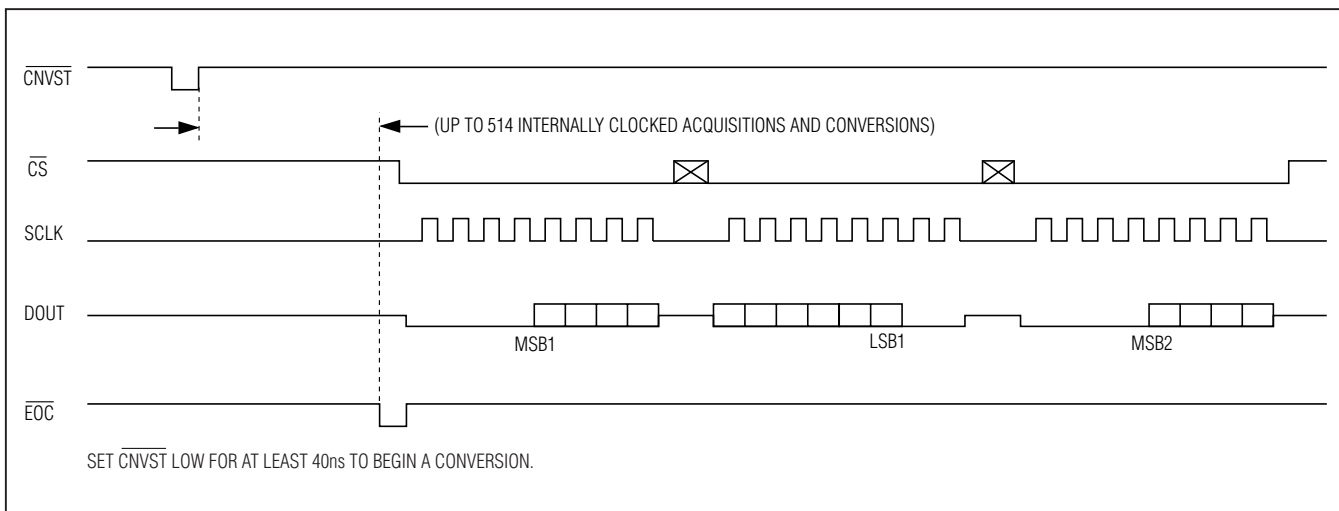 CNVST
(UP TO 514 INTERNALLY CLOCKED ACQUISITIONS AND CONVERSIONS)
CS
SCLK
DOUT
MSB1 LSB1 MSB2
EOC
SET CNVST LOW FOR AT LEAST 40ns TO BEGIN A CONVERSION.